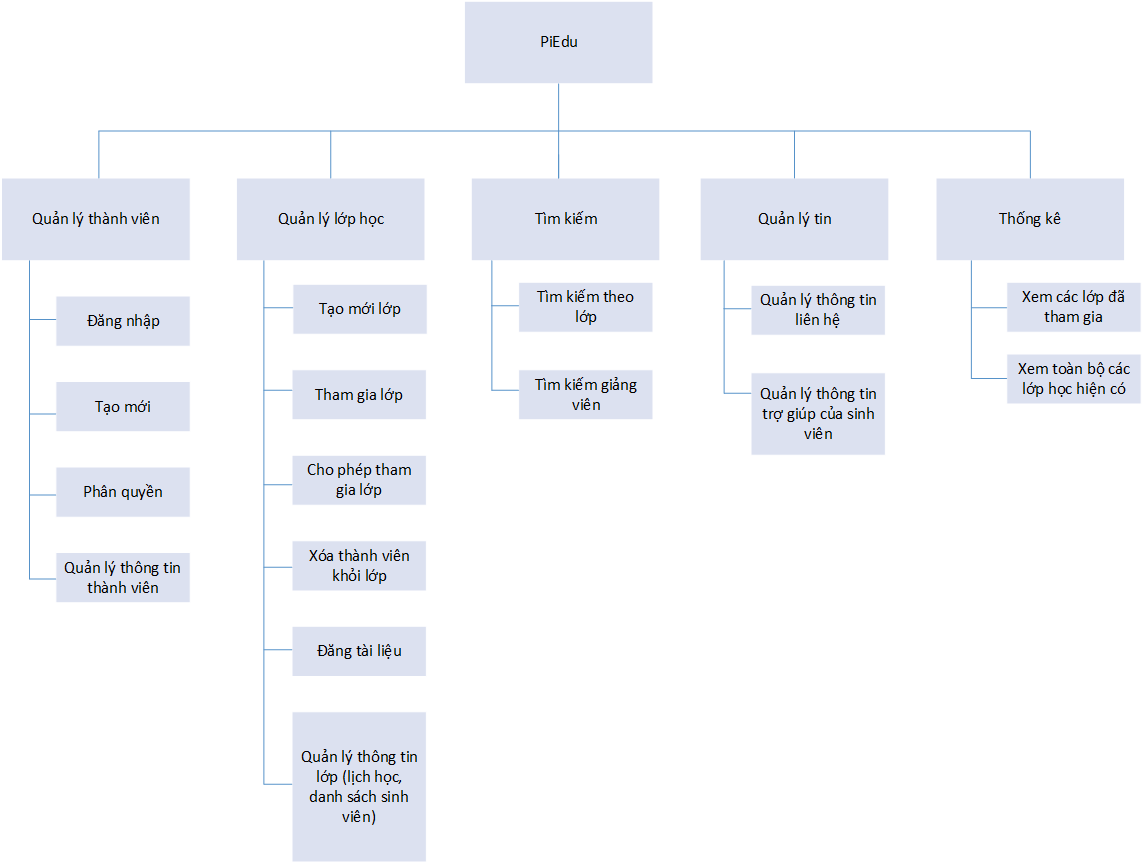 PiEdu
Quản lý thành viên
Đăng nhập
Tạo mới
Phân quyền
Quản lý thông tin
thành viên
Quản lý lớp học
Tạo mới lớp
Tham gia lớp
Cho phép tham
gia lớp
Xóa thành viên
khỏi lớp
Đăng tài liệu
Quản lý thông tin
lớp (lịch học,
danh sách sinh
viên)
Tìm kiếm
Tìm kiếm theo
lớp
Tìm kiếm giảng
viên
Quản lý tin
Quản lý thông tin
liên hệ
Quản lý thông tin
trợ giúp của sinh
viên
Thống kê
Xem các lớp đã
tham gia
Xem toàn bộ các
lớp học hiện có